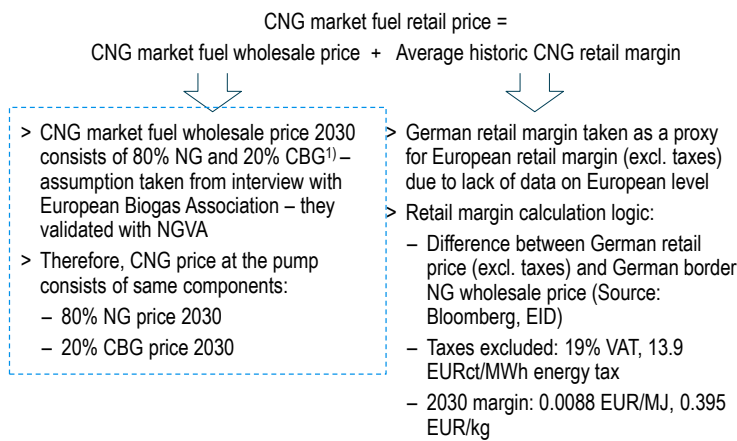 CNG market fuel retail price =
CNG market fuel wholesale price + Average historic CNG retail margin
> CNG market fuel wholesale price 2030
consists of 80% NG and 20% CBG1) –
assumption taken from interview with
European Biogas Association – they
validated with NGVA
> Therefore, CNG price at the pump
consists of same components:
– 80% NG price 2030
– 20% CBG price 2030
> German retail margin taken as a proxy
for European retail margin (excl. taxes)
due to lack of data on European level
> Retail margin calculation logic:
– Difference between German retail
price (excl. taxes) and German border
NG wholesale price (Source:
Bloomberg, EID)
– Taxes excluded: 19% VAT, 13.9
EURct/MWh energy tax
– 2030 margin: 0.0088 EUR/MJ, 0.395
EUR/kg